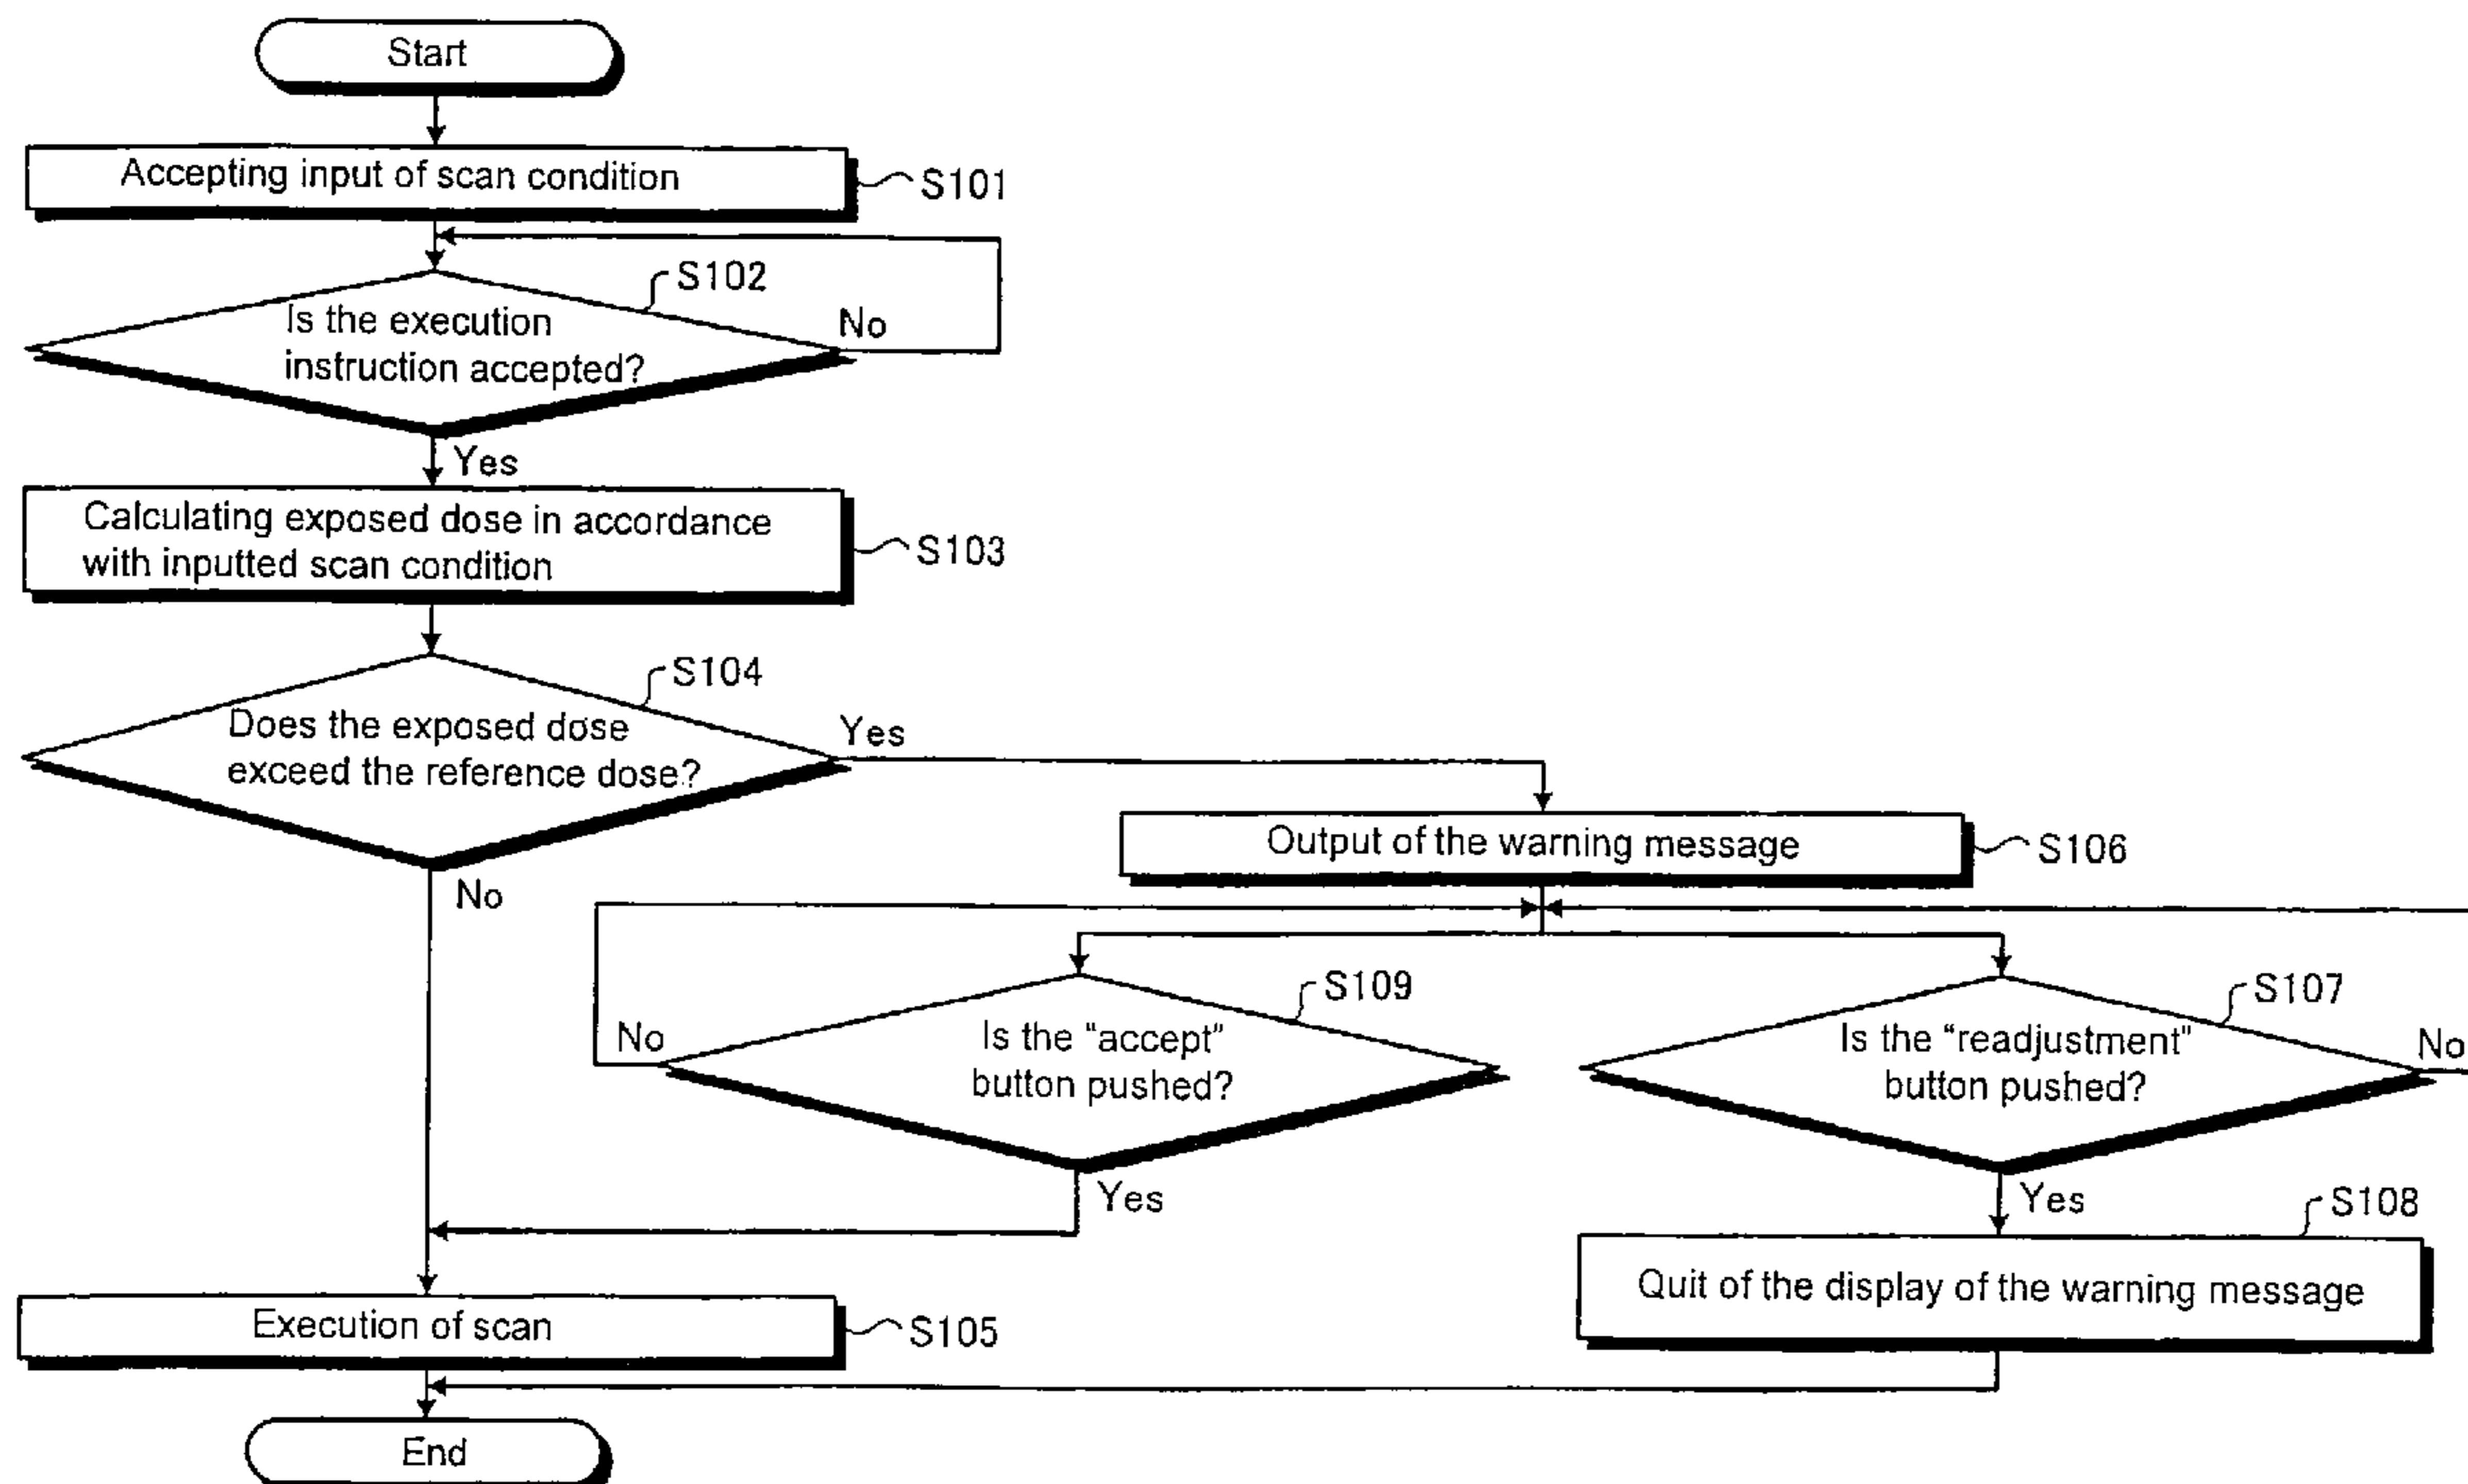 Start
Accepting input of scan condition
S101
S102
Is the execution
instruction accepted?
No
Yes
Calculating exposed dose in accordance
with inputted scan condition
S103
S104
Does the exposed dose
exceed the reference dose?
Yes
No
Output of the warning message
S106
S109
Is the “accept”
button pushed?
No
Yes
S107
Is the “readjustment”
button pushed?
No
Yes
S108
Quit of the display of the warning message
Execution of scan
S105
End